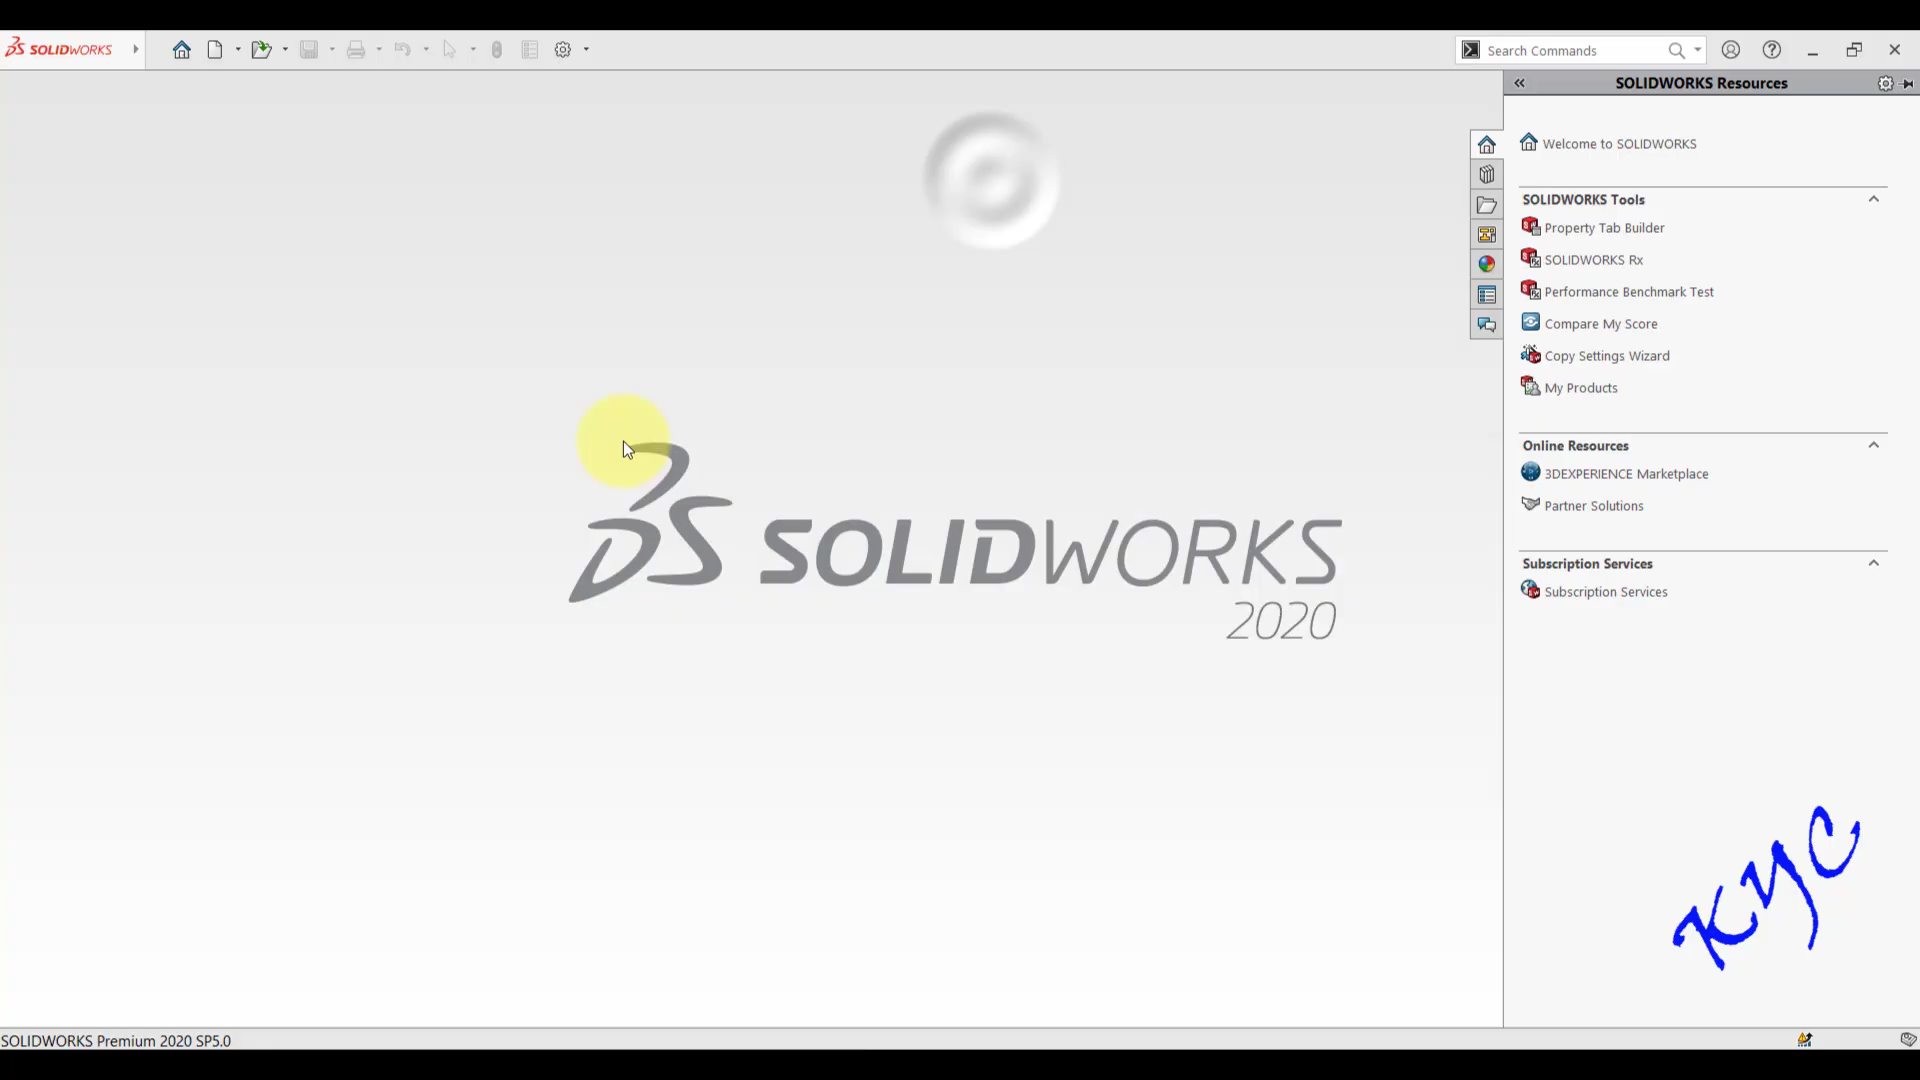 SOLIDWORKS
Search Commands
SOLIDWORKS Resources
Welcome to SOLIDWORKS
SOLIDWORKS Tools
Property Tab Builder
SOLIDWORKS Rx
Performance Benchmark Test
Compare My Score
Copy Settings Wizard
My Products
Online Resources
3DEXPERIENCE Marketplace
Partner Solutions
Subscription Services
Subscription Services
SOLIDWORKS
2020
KYC
SOLIDWORKS Premium 2020 SP5.0